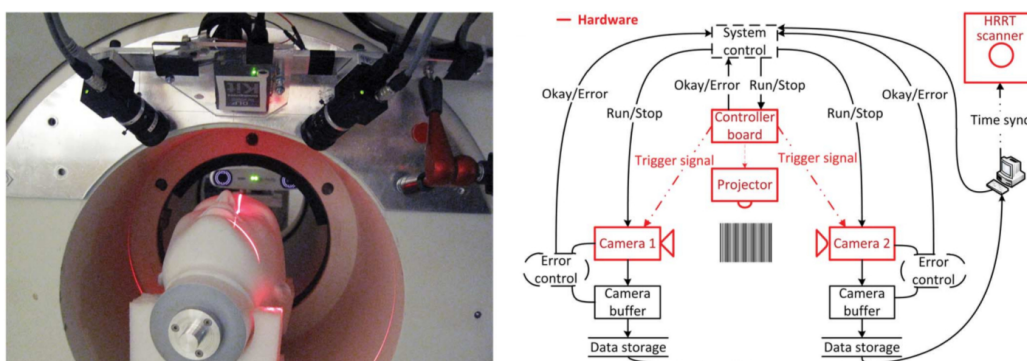 Hardware
System
control
HRRT
scanner
Okay/Error
Run/Stop
Okay/Error
Run/Stop
Run/Stop
Okay/Error
Controller
board
Time sync
Trigger signal
Trigger signal
Projector
Camera 1
Camera 2
Error
control
Error
control
Camera
buffer
Camera
buffer
Data storage
Data storage